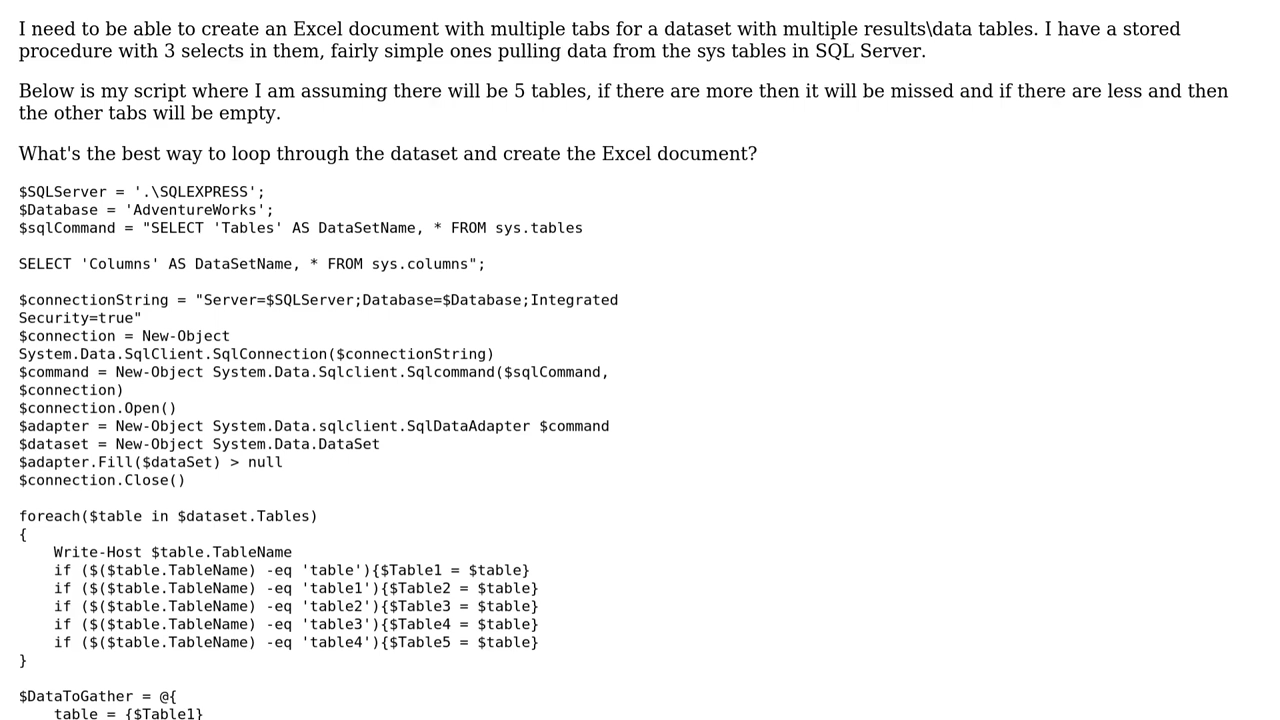 I need to be able to create an Excel document with multiple tabs for a dataset with multiple results\data tables. I have a stored
procedure with 3 selects in them, fairly simple ones pulling data from the sys tables in SQL Server.
Below is my script where I am assuming there will be 5 tables, if there are more then it will be missed and if there are less and then
the other tabs will be empty.
What's the best way to loop through the dataset and create the Excel document?
$SQLServer = '.\SQLEXPRESS';
$Database = 'AdventureWorks';
$sqlCommand = "SELECT 'Tables' AS DataSetName, * FROM sys.tables
SELECT 'Columns' AS DataSetName, * FROM sys.columns";
$connectionString = "Server=$SQLServer;Database=$Database;Integrated
Security=true"
$connection = New-Object
System.Data.SqlClient.SqlConnection($connectionString)
$command = New-Object System.Data.Sqlclient.Sqlcommand($sqlCommand,
$connection)
$connection.Open()
$adapter = New-Object System.Data.sqlclient.SqlDataAdapter $command
$dataset = New-Object System.Data.DataSet
$adapter.Fill($dataSet) > null
$connection.Close()
foreach($table in $dataset.Tables)
{
    Write-Host $table.TableName
    if ($($table.TableName) -eq 'table'){$Table1 = $table}
    if ($($table.TableName) -eq 'table1'){$Table2 = $table}
    if ($($table.TableName) -eq 'table2'){$Table3 = $table}
    if ($($table.TableName) -eq 'table3'){$Table4 = $table}
    if ($($table.TableName) -eq 'table4'){$Table5 = $table}
}
$DataToGather = @{
    table = {$Table1}